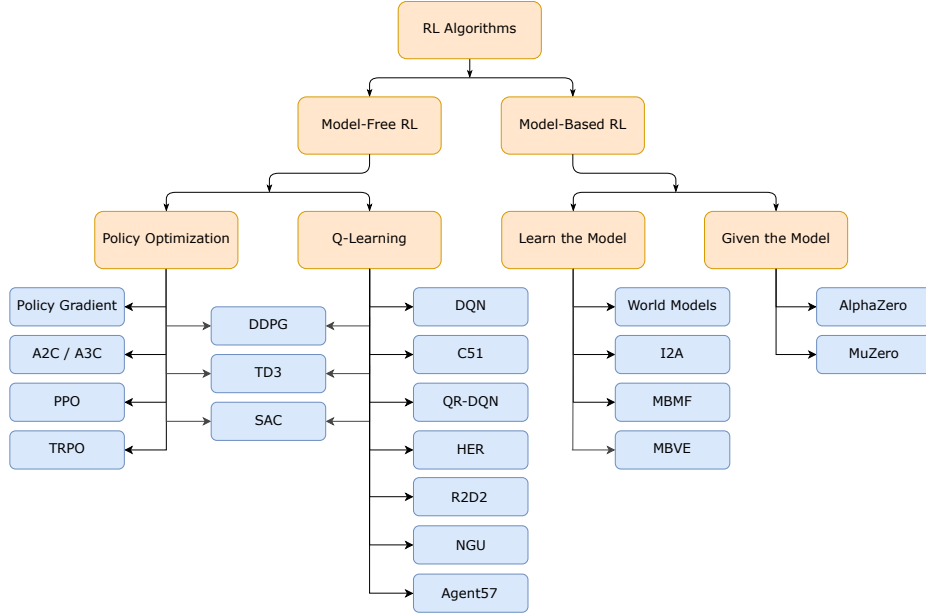 RL Algorithms
Model-Free RL
Model-Based RL
Policy Optimization
Q-Learning
Learn the Model
Given the Model
Policy Gradient
A2C / A3C
PPO
TRPO
DDPG
TD3
SAC
DQN
C51
QR-DQN
HER
R2D2
NGU
Agent57
World Models
I2A
MBMF
MBVE
AlphaZero
MuZero